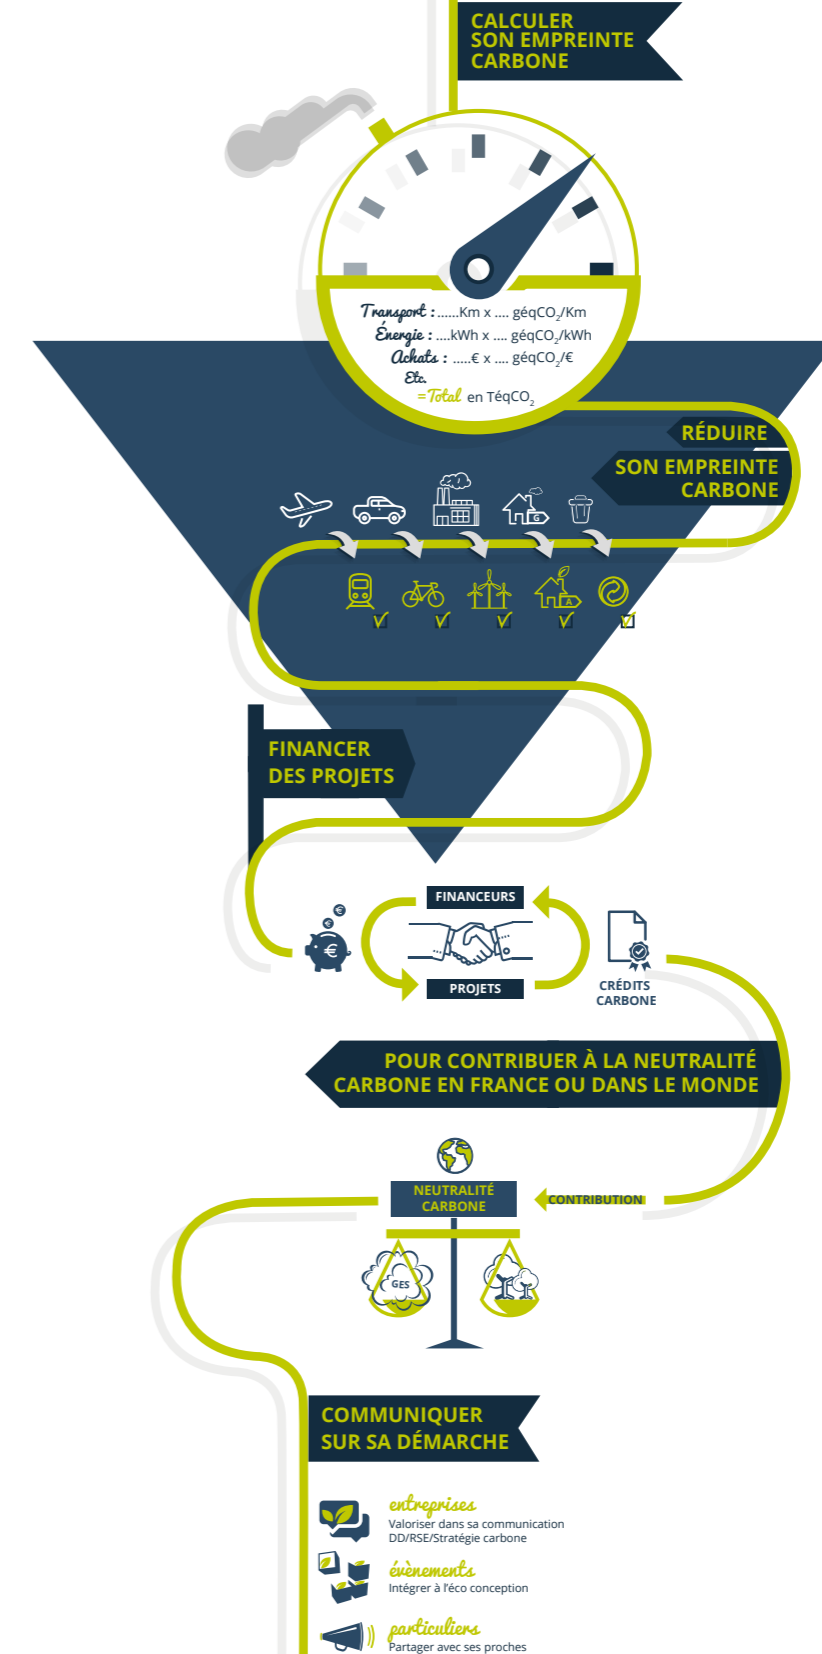 CALCULER
SON EMPREINTE
CARBONE
Transport : ......Km x .... géqCO₂/Km
Énergie : ....kWh x .... géqCO₂/kWh
Achats : .....€ x .... géqCO₂/€
Etc.
=Total en TéqCO₂
RÉDUIRE
SON EMPREINTE
CARBONE
G
A
FINANCER
DES PROJETS
€
€
€
FINANCEURS
PROJETS
CRÉDITS
CARBONE
POUR CONTRIBUER À LA NEUTRALITÉ
CARBONE EN FRANCE OU DANS LE MONDE
NEUTRALITÉ
CARBONE
CONTRIBUTION
GES
COMMUNIQUER
SUR SA DÉMARCHE
entreprises
Valoriser dans sa communication
DD/RSE/Stratégie carbone
évènements
Intégrer à l'éco conception
particuliers
Partager avec ses proches